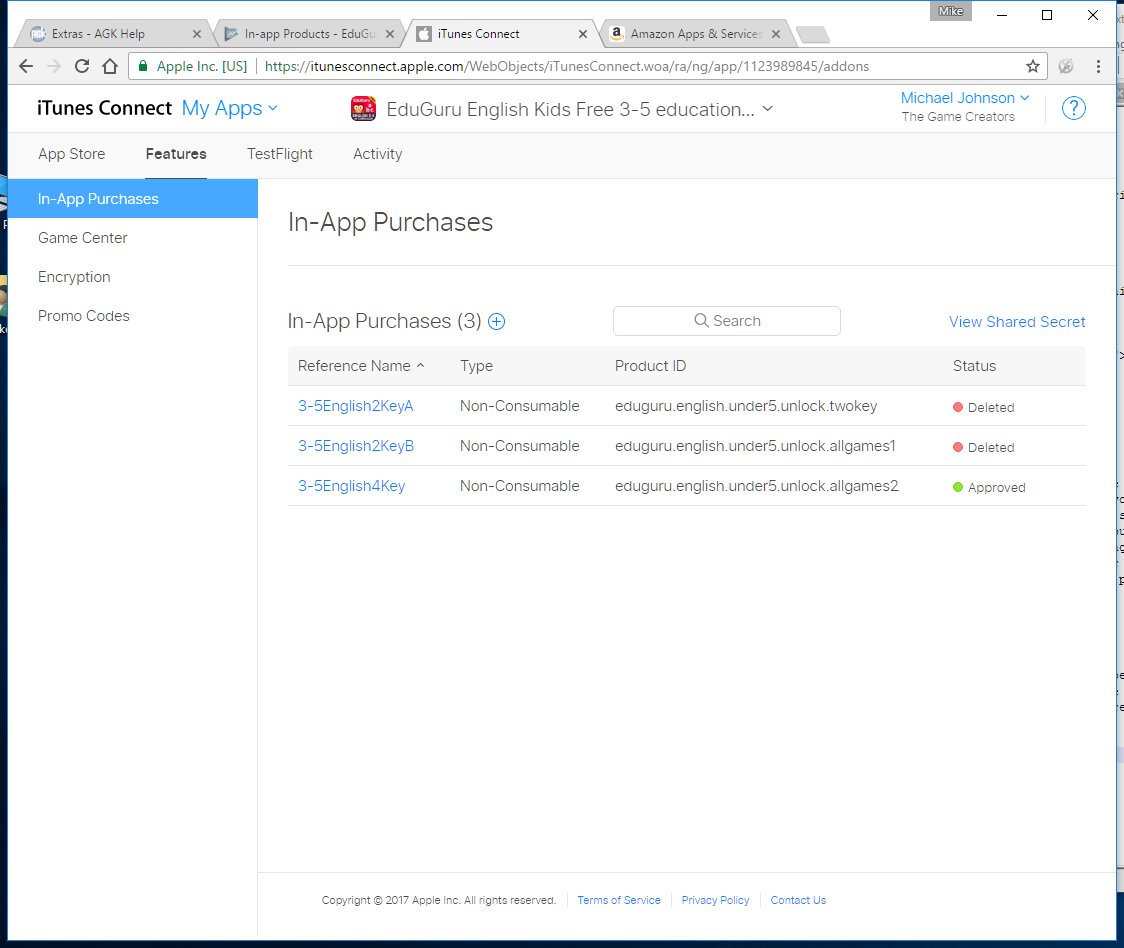 Mike
Extras - AGK Help
In-app Products - EduGu
iTunes Connect
Amazon Apps & Services
Apple Inc. [US] https://itunesconnect.apple.com/WebObjects/iTunesConnect.woa/ra/ng/app/1123989845/addons
iTunes Connect My Apps
EduGuru English Kids Free 3-5 education...
Michael Johnson
The Game Creators
?
App Store Features TestFlight Activity
In-App Purchases
Game Center
Encryption
Promo Codes
In-App Purchases
In-App Purchases (3)
Search
View Shared Secret
Reference Name Type Product ID Status
3-5English2KeyA Non-Consumable eduguru.english.under5.unlock.twokey Deleted
3-5English2KeyB Non-Consumable eduguru.english.under5.unlock.allgames1 Deleted
3-5English4Key Non-Consumable eduguru.english.under5.unlock.allgames2 Approved
Copyright © 2017 Apple Inc. All rights reserved. Terms of Service Privacy Policy Contact Us